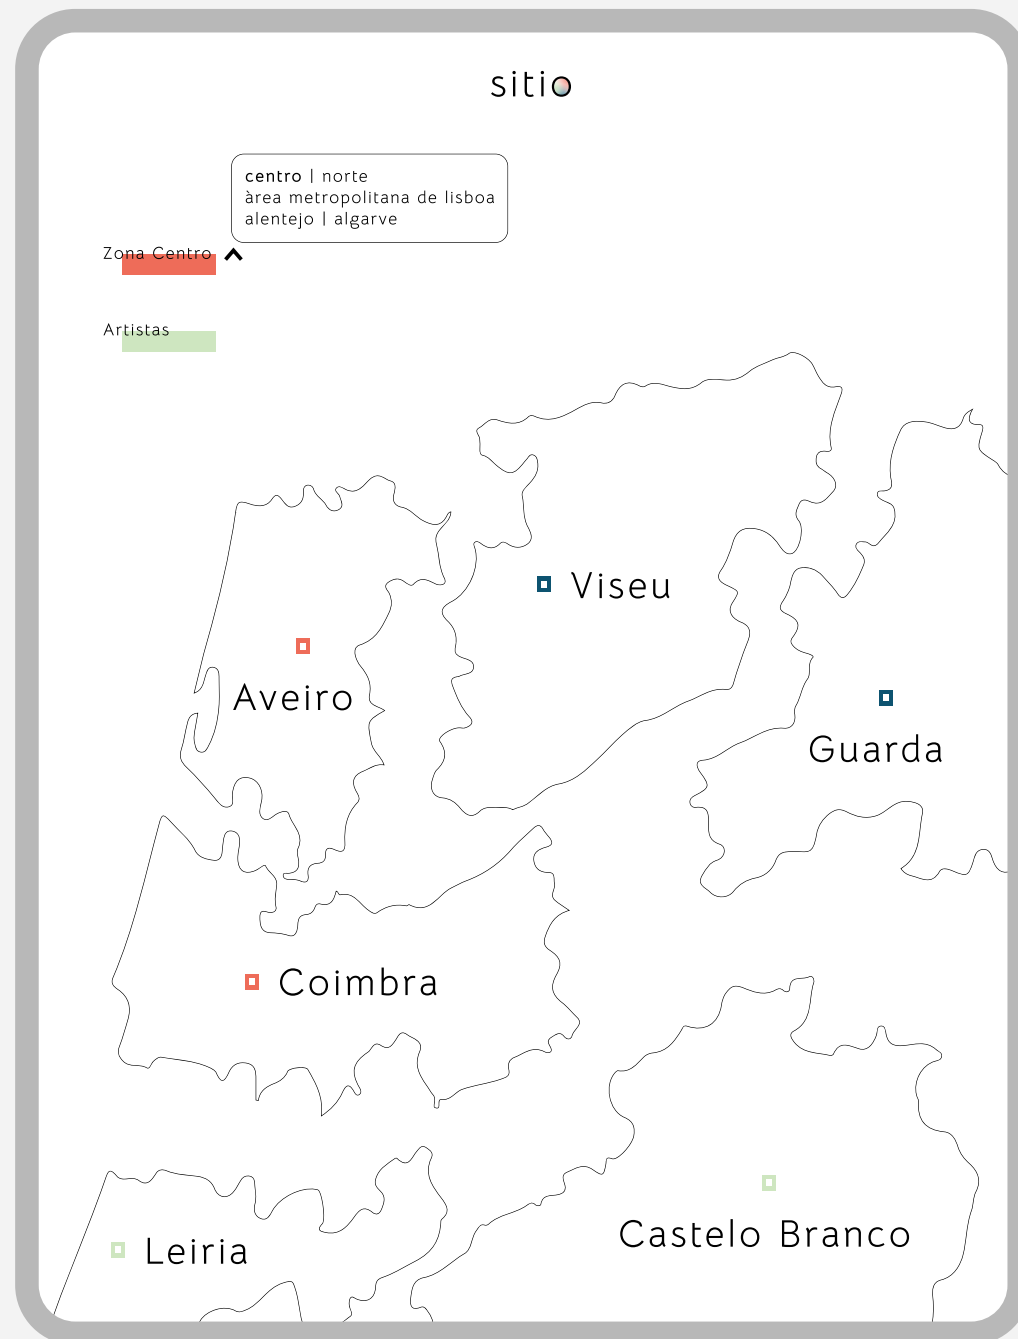 sitio
centro | norte
àrea metropolitana de lisboa
alentejo | algarve
Zona Centro
Artistas
Viseu
Aveiro
Guarda
Coimbra
Castelo Branco
Leiria